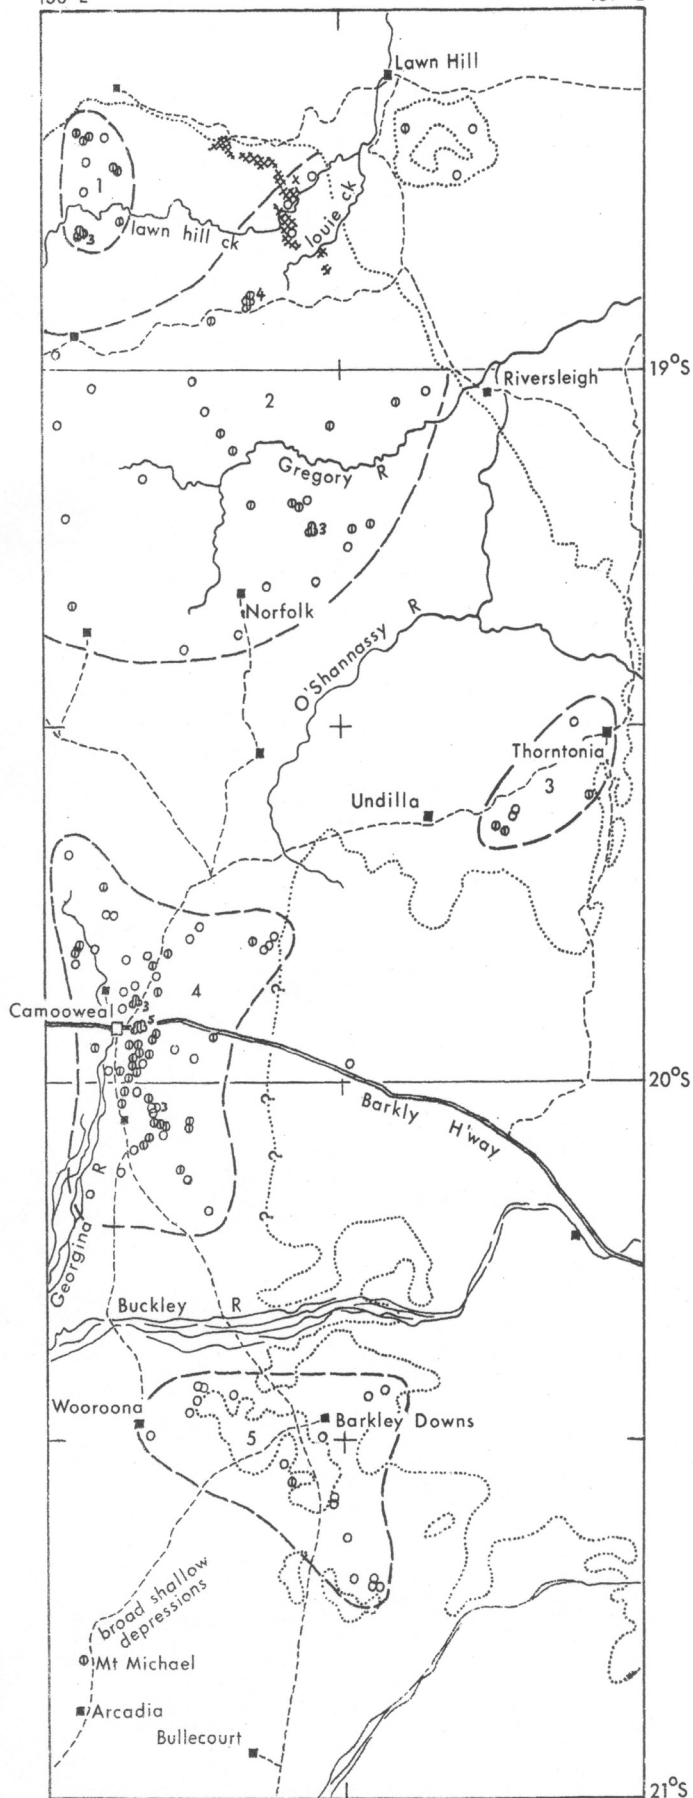 Lawn Hill
1
3
lawn hill ck
louie ck
4
6
19°S
2
Riversleigh
Gregory R
3
Norfolk
O'Shannassy R
Thorntonia
3
Undilla
4
?
Camooweal
3
5
20°S
?
Barkly H'way
3
?
Georgina R
?
Buckley R
Wooroona
Barkley Downs
5
broad shallow
depressions
Mt Michael
Arcadia
Bullecourt
21°S